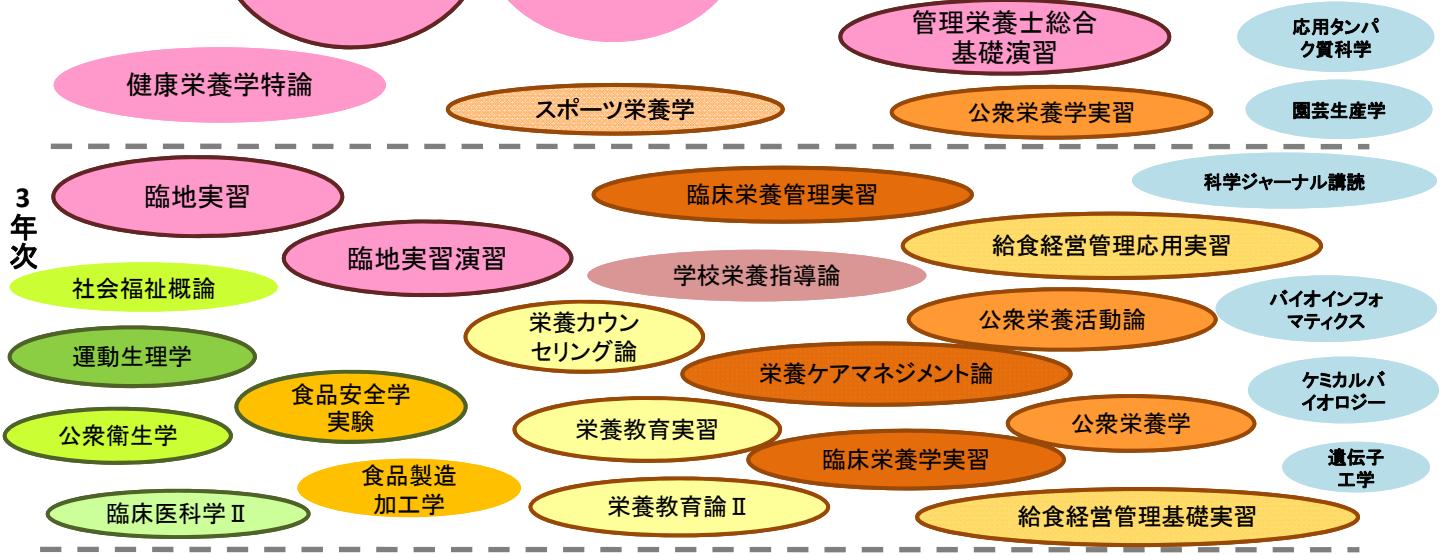 管理栄養士総合
基礎演習
応用タンパ
ク質科学
健康栄養学特論
スポーツ栄養学
公衆栄養学実習
園芸生産学
3
年
次
臨地実習
臨床栄養管理実習
科学ジャーナル講読
臨地実習演習
給食経営管理応用実習
社会福祉概論
学校栄養指導論
栄養カウン
セリング論
公衆栄養活動論
バイオインフォ
マティクス
運動生理学
栄養ケアマネジメント論
食品安全学
実験
ケミカルバ
イオロジー
公衆衛生学
栄養教育実習
公衆栄養学
臨床栄養学実習
遺伝子
工学
食品製造
加工学
臨床医科学Ⅱ
栄養教育論Ⅱ
給食経営管理基礎実習